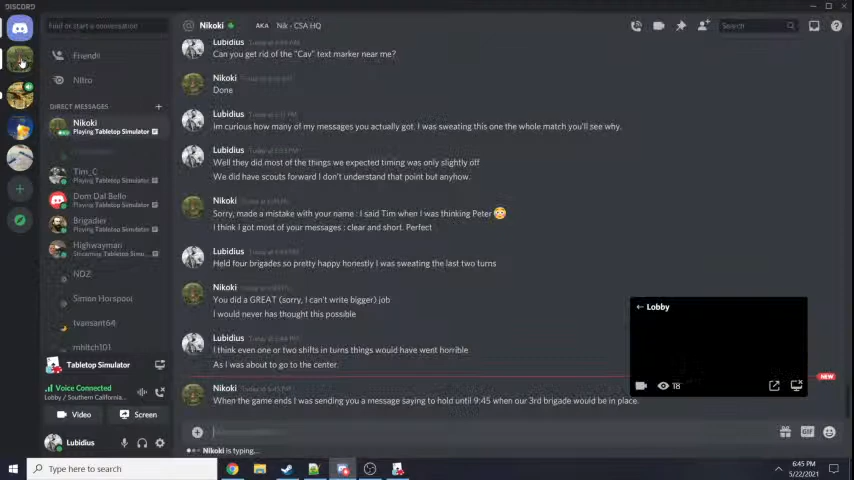 DISCORD
Find or start a conversation
Nikoki
AKA Nik - CSA HQ
Search
Friends
Nitro
DIRECT MESSAGES
Nikoki
Playing Tabletop Simulator
Tim_C
Playing Tabletop Simulator
Dom Dal Bello
Playing Tabletop Simulator
Brigadier
Playing Tabletop Simulator
Highwayman
Streaming Tabletop Simu...
NDZ
Simon Horspool
tvansant64
mhitch101
Tabletop Simulator
Voice Connected
Lobby / Southern California...
Video
Screen
Lubidius
Lubidius
Can you get rid of the "Cav" text marker near me?
Nikoki
Done
Lubidius
Im curious how many of my messages you actually got. I was sweating this one the whole match you'll see why.
Lubidius
Well they did most of the things we expected timing was only slightly off
We did have scouts forward I don't understand that point but anyhow.
Nikoki
Sorry, made a mistake with your name : I said Tim when I was thinking Peter 😳
I think I got most of your messages : clear and short. Perfect
Lubidius
Held four brigades so pretty happy honestly I was sweating the last two turns
Nikoki
You did a GREAT (sorry, I can't write bigger) job
I would never has thought this possible
Lubidius
I think even one or two shifts in turns things would have went horrible
As I was about to go to the center.
NEW
Nikoki
When the game ends I was sending you a message saying to hold until 9:45 when our 3rd brigade would be in place.
Lobby
18
GIF
Nikoki is typing...
Type here to search
6:45 PM
5/22/2021